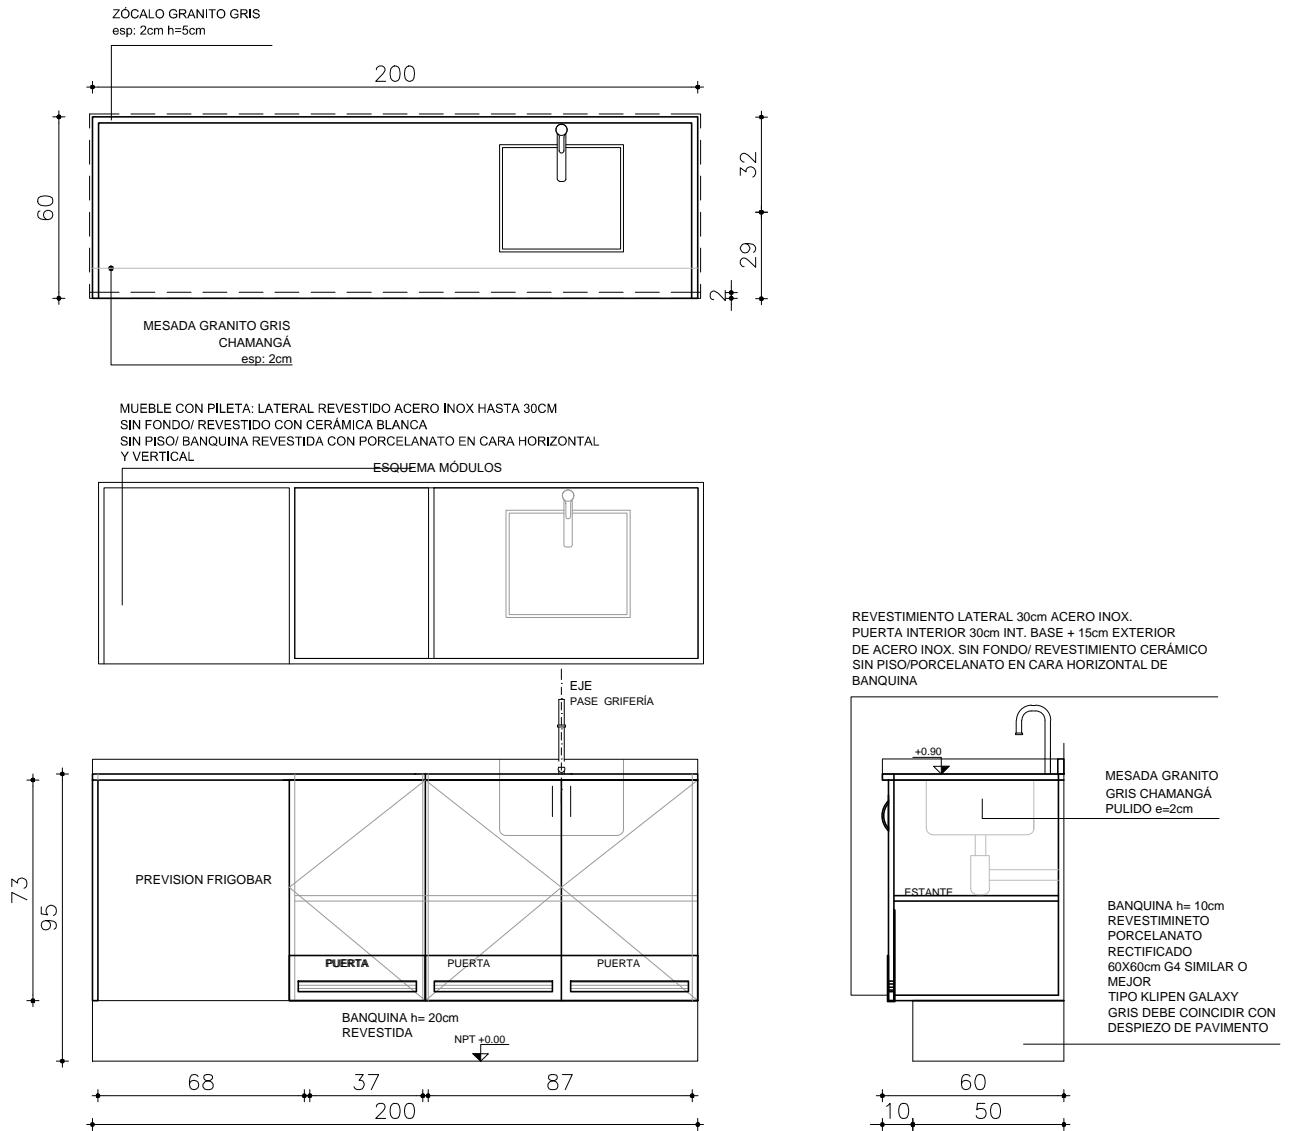 ZÓCALO GRANITO GRIS
esp: 2cm h=5cm
200
60
32
29
2
MESADA GRANITO GRIS
CHAMANGÁ
esp: 2cm
MUEBLE CON PILETA: LATERAL REVESTIDO ACERO INOX HASTA 30CM
SIN FONDO/ REVESTIDO CON CERÁMICA BLANCA
SIN PISO/ BANQUINA REVESTIDA CON PORCELANATO EN CARA HORIZONTAL
Y VERTICAL
ESQUEMA MÓDULOS
EJE
PASE GRIFERÍA
73
95
PREVISION FRIGOBAR
PUERTA
PUERTA
PUERTA
BANQUINA h= 20cm
REVESTIDA
NPT +0.00
68
37
87
200
REVESTIMIENTO LATERAL 30cm ACERO INOX.
PUERTA INTERIOR 30cm INT. BASE + 15cm EXTERIOR
DE ACERO INOX. SIN FONDO/ REVESTIMIENTO CERÁMICO
SIN PISO/PORCELANATO EN CARA HORIZONTAL DE
BANQUINA
+0.90
MESADA GRANITO
GRIS CHAMANGÁ
PULIDO e=2cm
ESTANTE
BANQUINA h= 10cm
REVESTIMINETO
PORCELANATO
RECTIFICADO
60X60cm G4 SIMILAR O
MEJOR
TIPO KLIPEN GALAXY
GRIS DEBE COINCIDIR CON
DESPIEZO DE PAVIMENTO
60
10
50